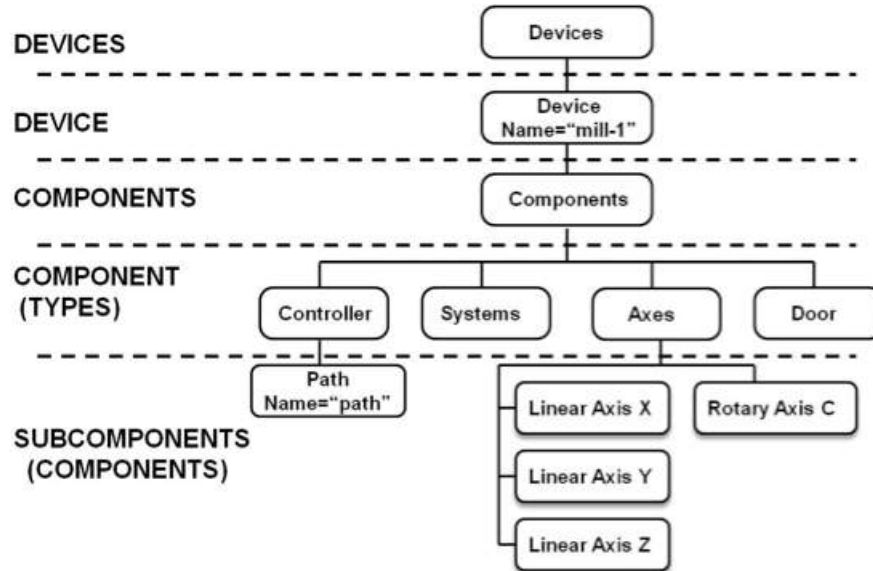 DEVICES
Devices
DEVICE
Device
Name="mill-1"
COMPONENTS
Components
COMPONENT
(TYPES)
Controller
Systems
Axes
Door
SUBCOMPONENTS
(COMPONENTS)
Path
Name="path"
Linear Axis X
Rotary Axis C
Linear Axis Y
Linear Axis Z